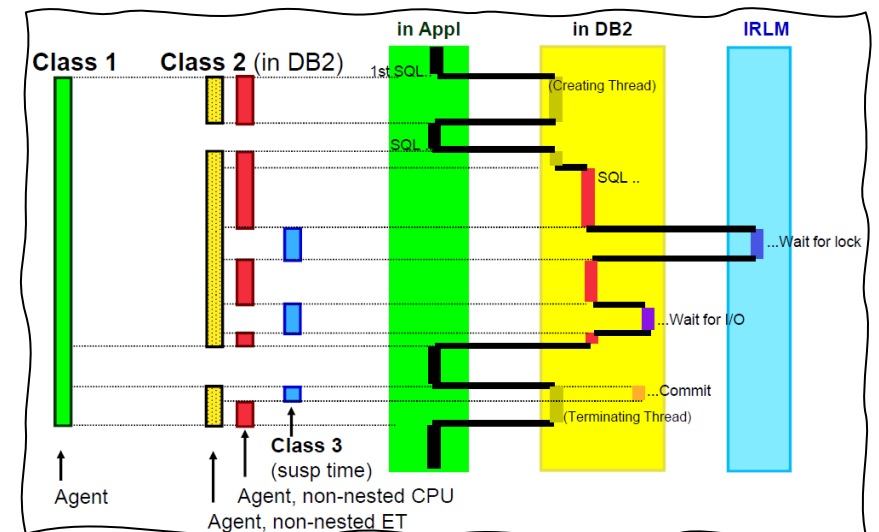 in Appl
in DB2
IRLM
Class 1
Class 2 (in DB2)
1st SQL..
(Creating Thread)
SQL ..
SQL ..
...Wait for lock
...Wait for I/O
...Commit
(Terminating Thread)
Class 3
(susp time)
Agent
Agent, non-nested CPU
Agent, non-nested ET